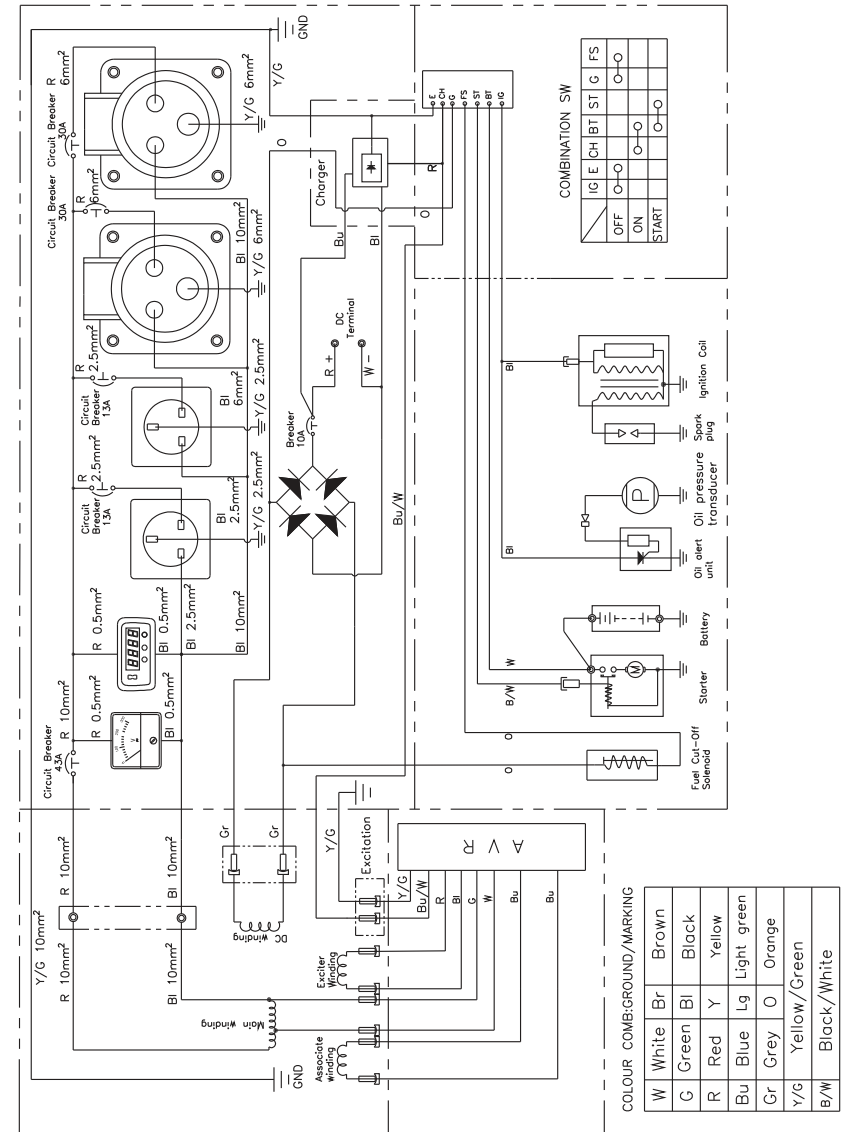 GND
Y/G
R
6mm²
Circuit Breaker
30A
Y/G 6mm²
Circuit Breaker
30A
R
6mm²
Bl 10mm²
Y/G 6mm²
R
2.5mm²
Circuit
Breaker
13A
Bl
6mm²
Y/G 2.5mm²
R
2.5mm²
Circuit
Breaker
13A
Bl
2.5mm²
Y/G 2.5mm²
R 0.5mm²
Bl 0.5mm²
Bl 2.5mm²
Bl 10mm²
8888
R 10mm²
R 0.5mm²
Bl 0.5mm²
V
Circuit Breaker
43A
O
Charger
Bu
Bl
R
O
E
CH
G
FS
ST
BT
IG
DC
Terminal
R +
W -
Breaker
10A
Bu/W
COMBINATION SW
IG E CH BT ST G FS
OFF
ON
START
Bl
Ignition Coil
Spark
plug
P
Oil pressure
transducer
Bl
Oil alert
unit
Battery
W
B/W
M
Starter
O
O
Fuel Cut-Off
Solenoid
R 10mm²
Bl 10mm²
Y/G 10mm²
R 10mm²
Bl 10mm²
Gr
Gr
DC
winding
Y/G
Excitation
A V R
Y/G
Bu/W
R
Bl
G
W
Bu
Bu
Exciter
Winding
Main winding
Associate
winding
GND
COLOUR COMB:GROUND/MARKING
W White Br Brown
G Green Bl Black
R Red Y Yellow
Bu Blue Lg Light green
Gr Grey O Orange
Y/G Yellow/Green
B/W Black/White